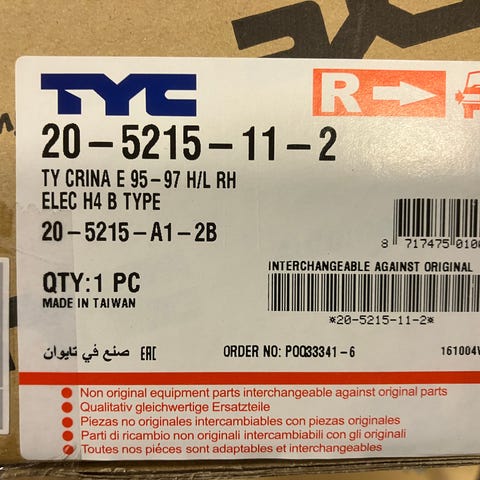 TYC
R
20-5215-11-2
TY CRINA E 95-97 H/L RH
ELEC H4 B TYPE
20-5215-A1-2B
8 717475 0100
QTY:1 PC
MADE IN TAIWAN
INTERCHANGEABLE AGAINST ORIGINAL
*20-5215-11-2*
صنع في تايوان EAC
ORDER NO: POQ33341-6
161004V
Non original equipment parts interchangeable against original parts
Qualitativ gleichwertige Ersatzteile
Piezas no originales intercambiables con piezas originales
Parti di ricambio non originali intercambiabili con gli originali
Toutes nos piéces sont adaptables et interchangeables